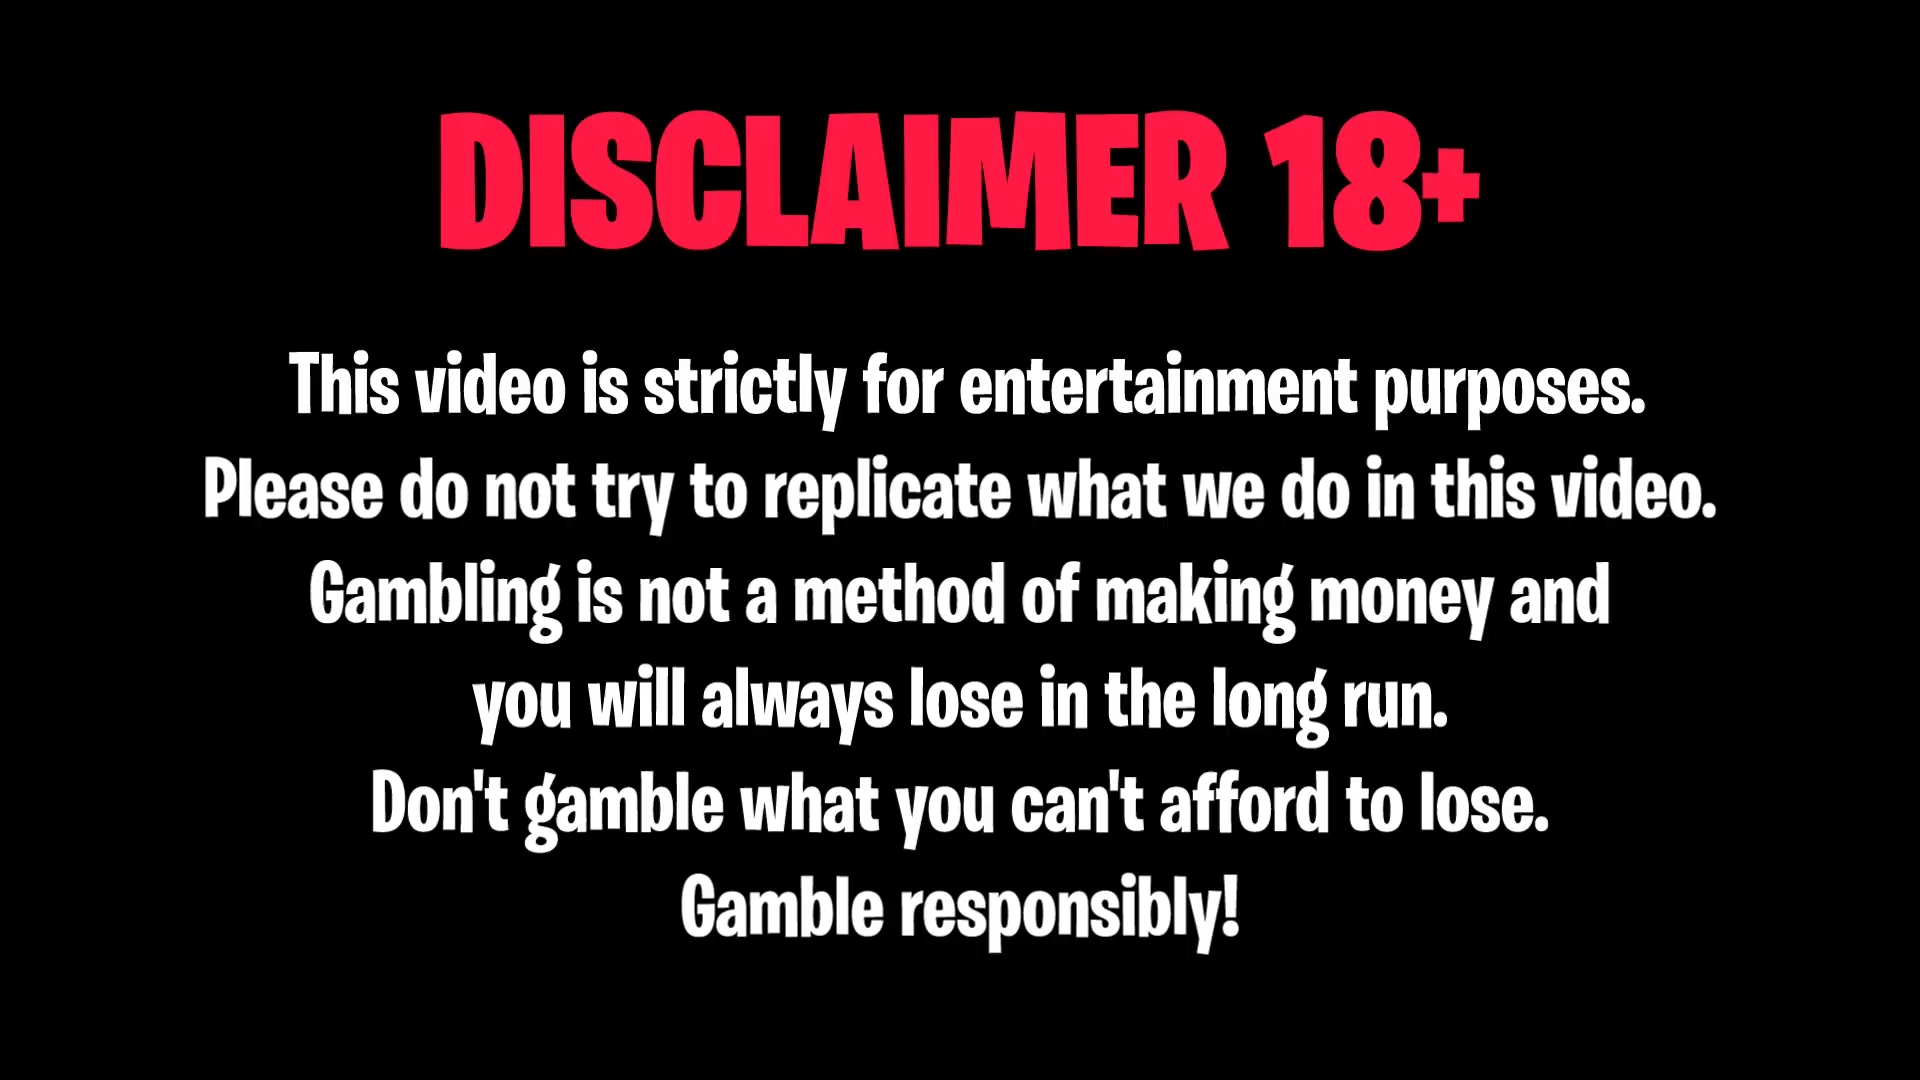 DISCLAIMER 18+
This video is strictly for entertainment purposes.
Please do not try to replicate what we do in this video.
Gambling is not a method of making money and
you will always lose in the long run.
Don't gamble what you can't afford to lose.
Gamble responsibly!